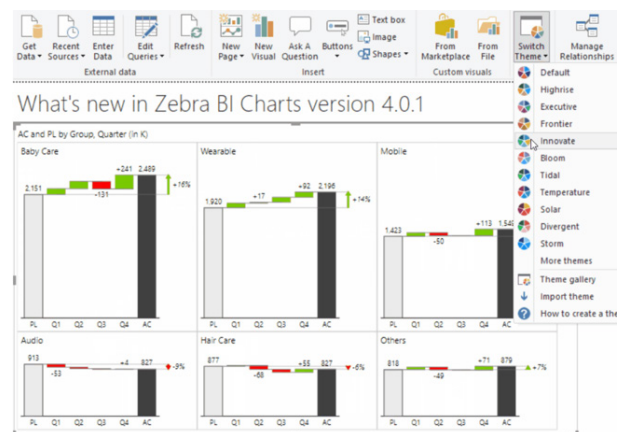 Get Data
Recent Sources
Enter Data
Edit Queries
Refresh
New Page
New Visual
Ask A Question
Buttons
Text box
Image
Shapes
From Marketplace
From File
Switch Theme
Manage Relationships
External data
Insert
Custom visuals
Default
Highrise
Executive
Frontier
Innovate
Bloom
Tidal
Temperature
Solar
Divergent
Storm
More themes
Theme gallery
Import theme
How to create a the
What's new in Zebra BI Charts version 4.0.1
AC and PL by Group, Quarter (in K)
Baby Care
2.151
-131
+241
2.489
+16%
PL Q1 Q2 Q3 Q4 AC
Wearable
1.920
+17
+92
2.196
+14%
PL Q1 Q2 Q3 Q4 AC
Mobile
1.423
-50
+113
1.549
PL Q1 Q2 Q3 Q4 AC
Audio
913
-53
+4
827
-9%
PL Q1 Q2 Q3 Q4 AC
Hair Care
877
-68
+55
827
-6%
PL Q1 Q2 Q3 Q4 AC
Others
818
-49
+71
879
+7%
PL Q1 Q2 Q3 Q4 AC